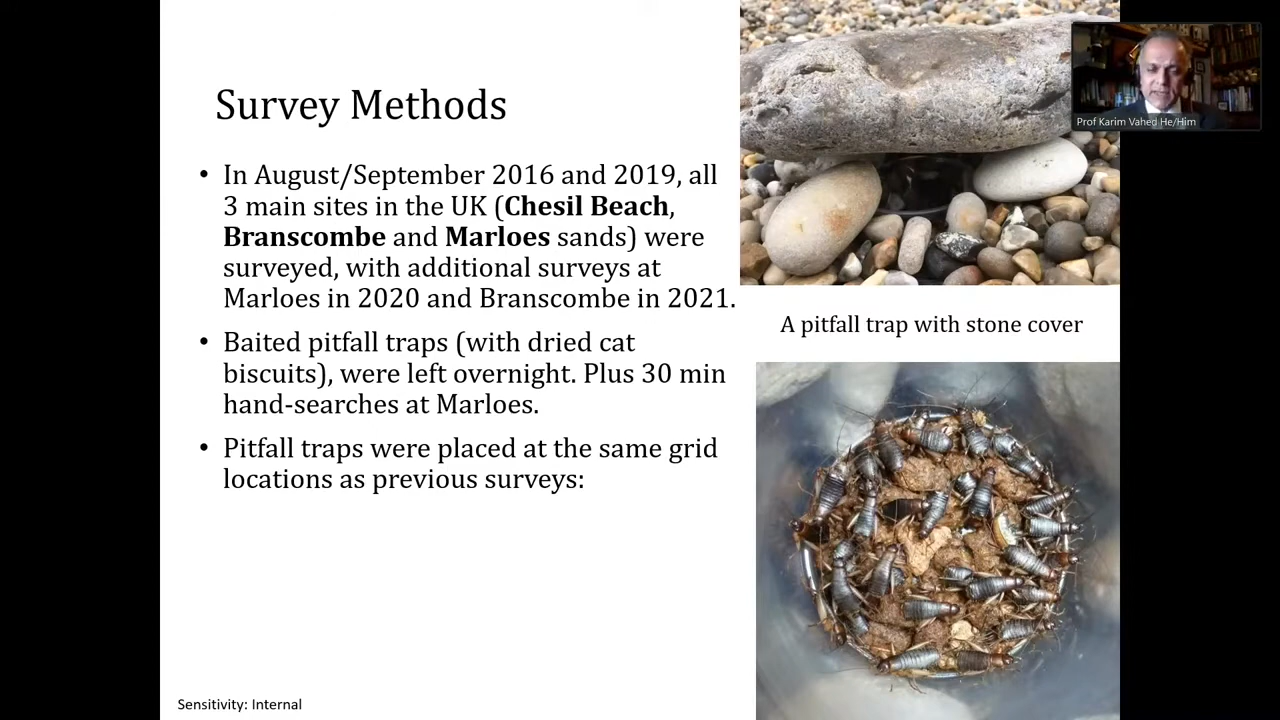 Survey Methods
• In August/September 2016 and 2019, all
3 main sites in the UK (Chesil Beach,
Branscombe and Marloes sands) were
surveyed, with additional surveys at
Marloes in 2020 and Branscombe in 2021.
• Baited pitfall traps (with dried cat
biscuits), were left overnight. Plus 30 min
hand-searches at Marloes.
• Pitfall traps were placed at the same grid
locations as previous surveys:
Prof Karim Vahed He/Him
A pitfall trap with stone cover
Sensitivity: Internal